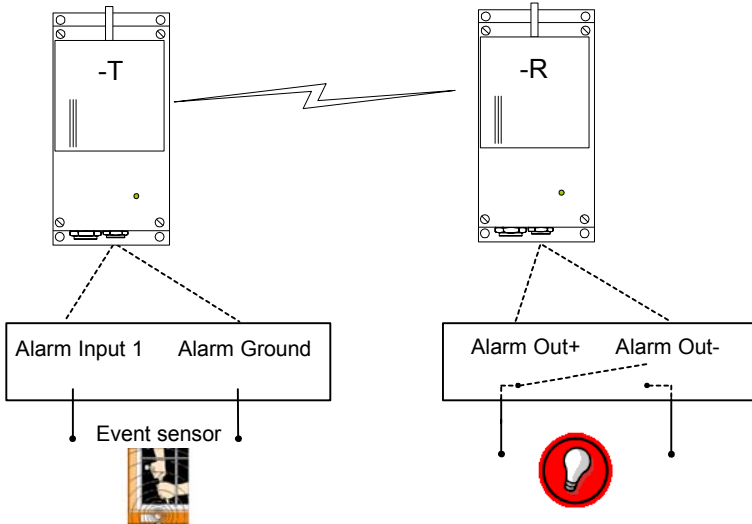 -T
-R
Alarm Input 1
Alarm Ground
Alarm Out+
Alarm Out-
Event sensor